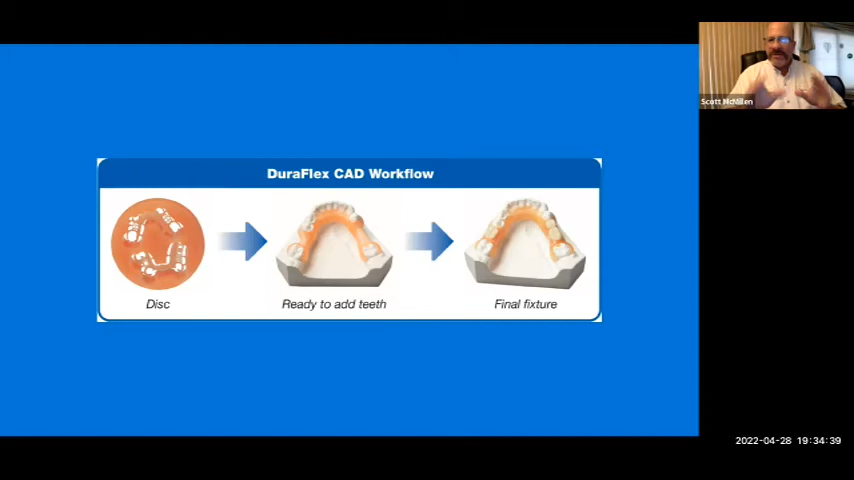 DuraFlex CAD Workflow
Disc
Ready to add teeth
Final fixture
Scott McMillen
2022-04-28 19:34:39